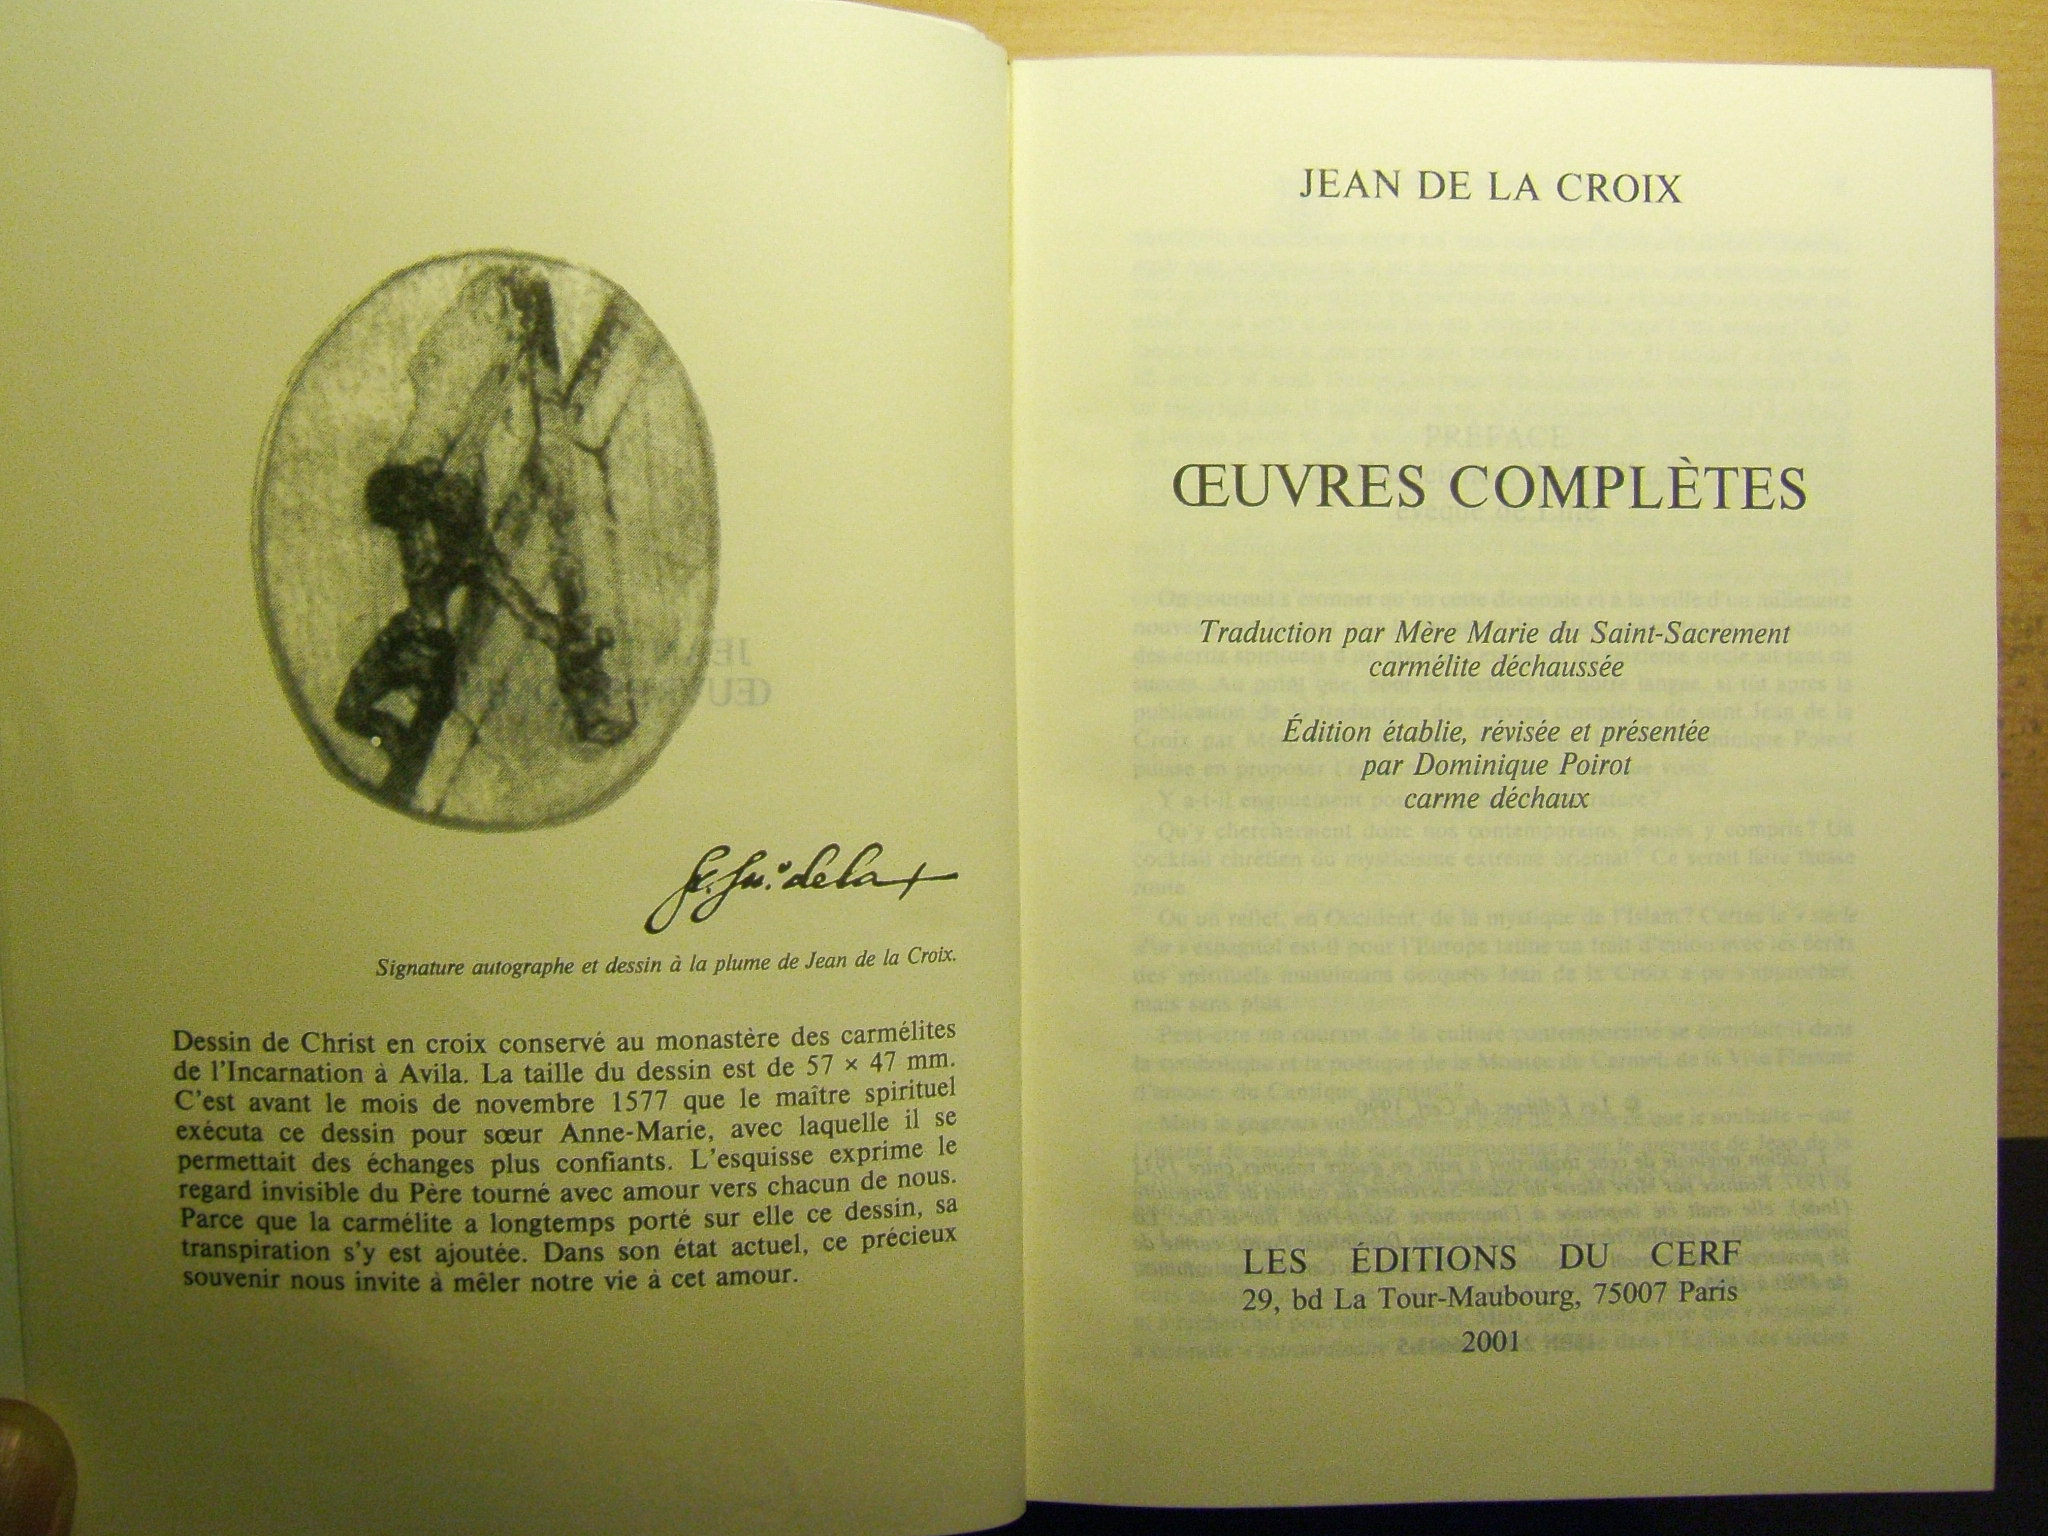 Fr. Ju.º de la +
Signature autographe et dessin à la plume de Jean de la Croix.
Dessin de Christ en croix conservé au monastère des carmélites
de l'Incarnation à Avila. La taille du dessin est de 57 × 47 mm.
C'est avant le mois de novembre 1577 que le maître spirituel
exécuta ce dessin pour sœur Anne-Marie, avec laquelle il se
permettait des échanges plus confiants. L'esquisse exprime le
regard invisible du Père tourné avec amour vers chacun de nous.
Parce que la carmélite a longtemps porté sur elle ce dessin, sa
transpiration s'y est ajoutée. Dans son état actuel, ce précieux
souvenir nous invite à mêler notre vie à cet amour.
JEAN DE LA CROIX
ŒUVRES COMPLÈTES
Traduction par Mère Marie du Saint-Sacrement
carmélite déchaussée
Édition établie, révisée et présentée
par Dominique Poirot
carme déchaux
LES ÉDITIONS DU CERF
29, bd La Tour-Maubourg, 75007 Paris
2001